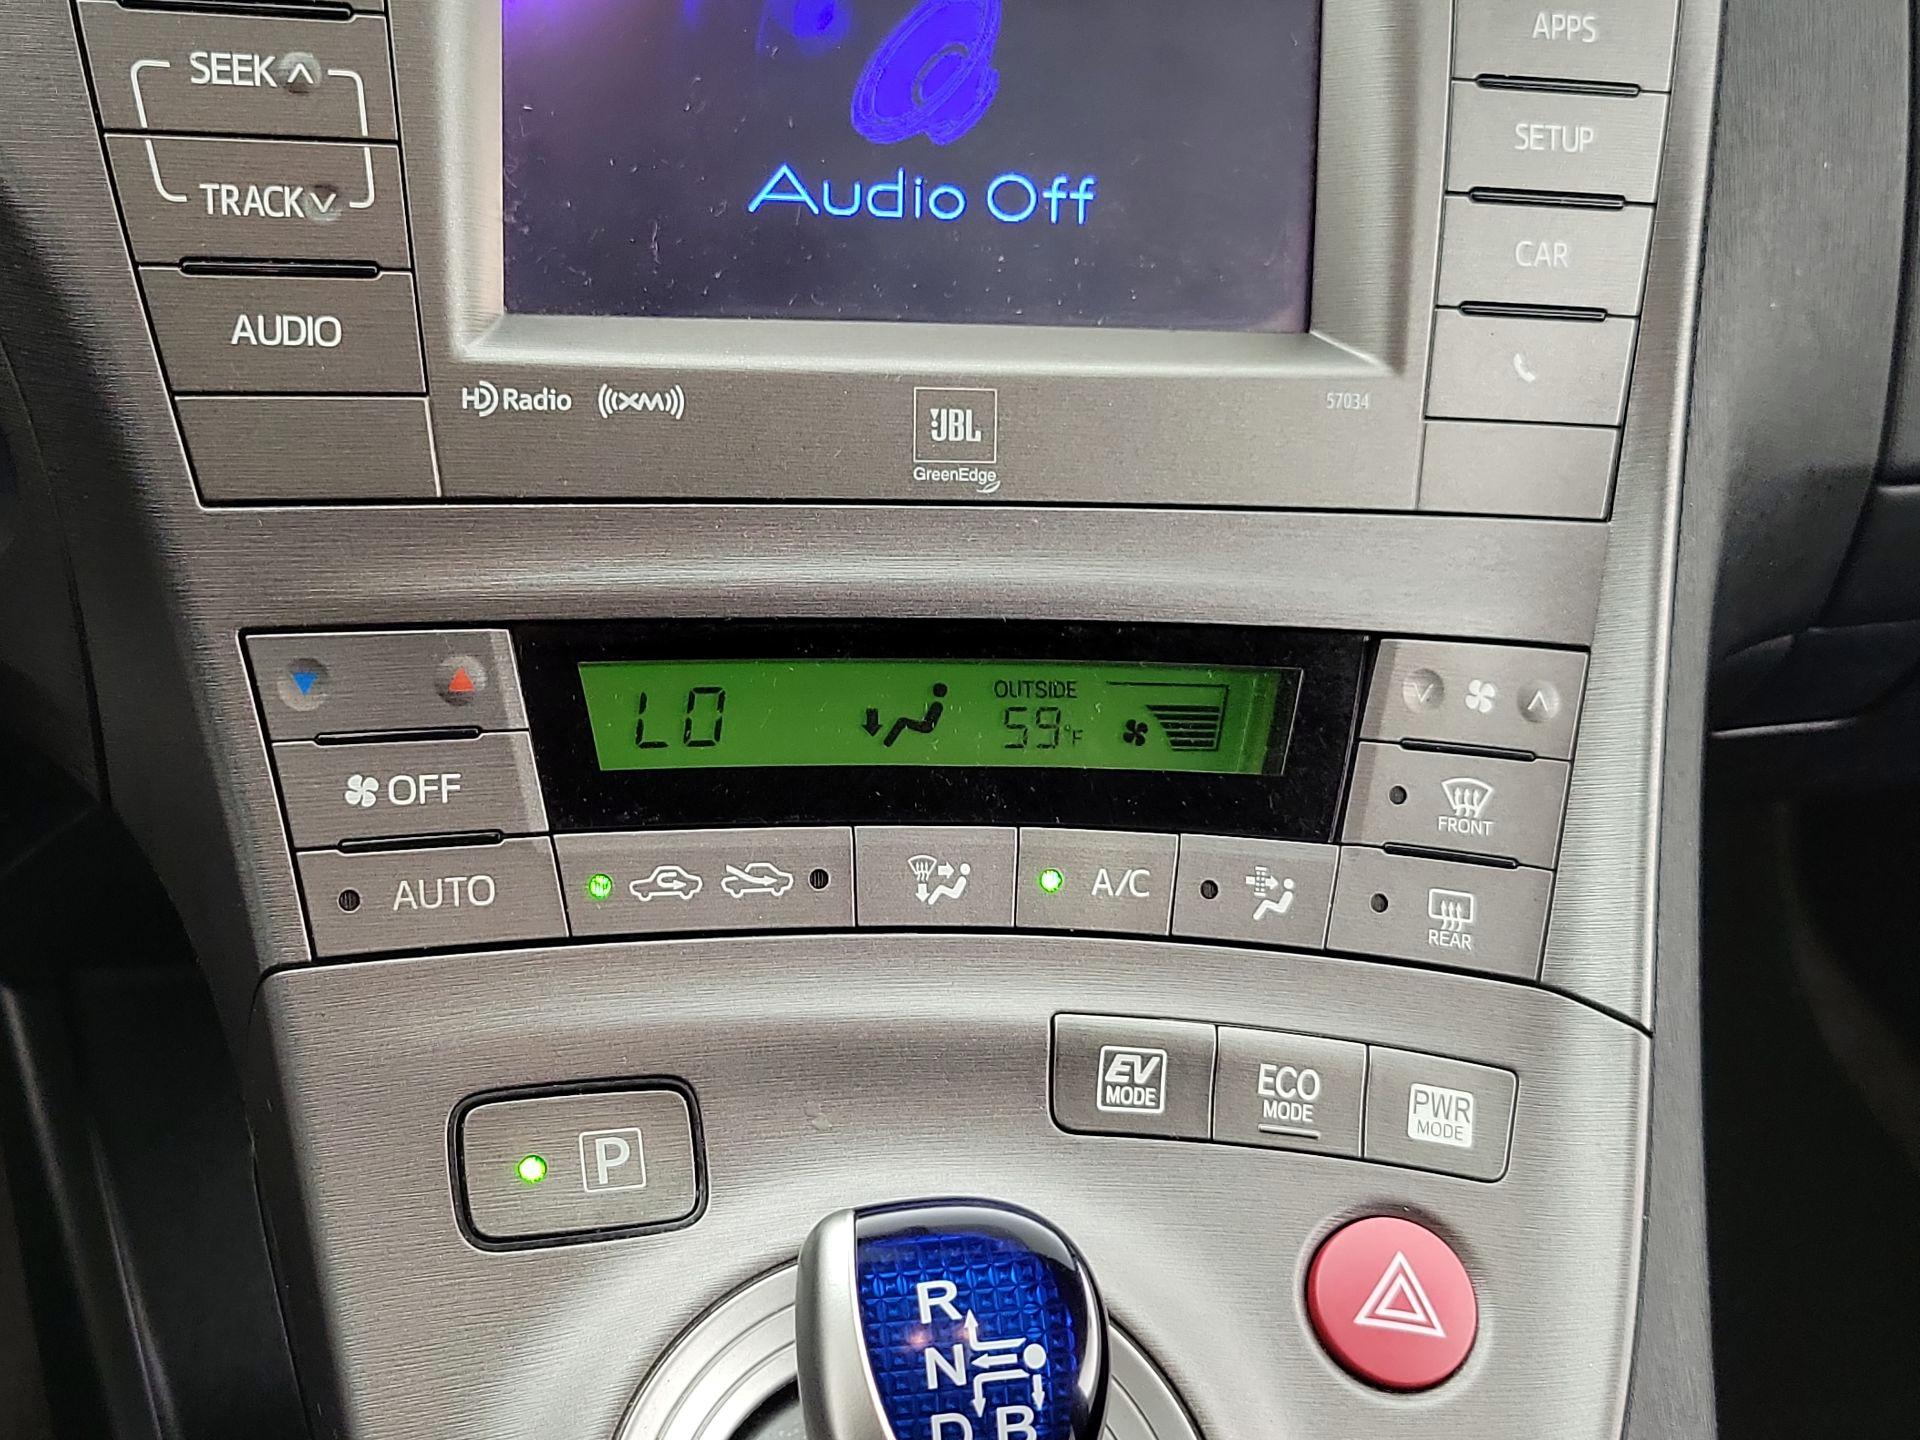 SEEK
TRACK
AUDIO
Audio Off
APPS
SETUP
CAR
HD Radio
((XM))
JBL
GreenEdge
57034
LO
OUTSIDE
59°F
OFF
AUTO
A/C
FRONT
REAR
EV
MODE
ECO
MODE
PWR
MODE
P
R
N
D B